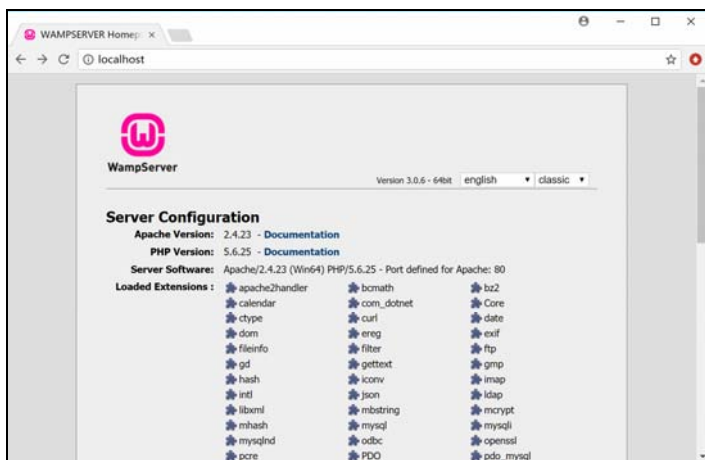 WAMPSERVER Homep
localhost
WampServer
Version 3.0.6 - 64bit english classic
Server Configuration
Apache Version: 2.4.23 - Documentation
PHP Version: 5.6.25 - Documentation
Server Software: Apache/2.4.23 (Win64) PHP/5.6.25 - Port defined for Apache: 80
Loaded Extensions : apache2handler bcmath bz2
calendar com_dotnet Core
ctype curl date
dom ereg exif
fileinfo filter ftp
gd gettext gmp
hash iconv imap
intl json ldap
libxml mbstring mcrypt
mhash mysql mysqli
mysqlnd odbc openssl
pcre PDO pdo_mysql